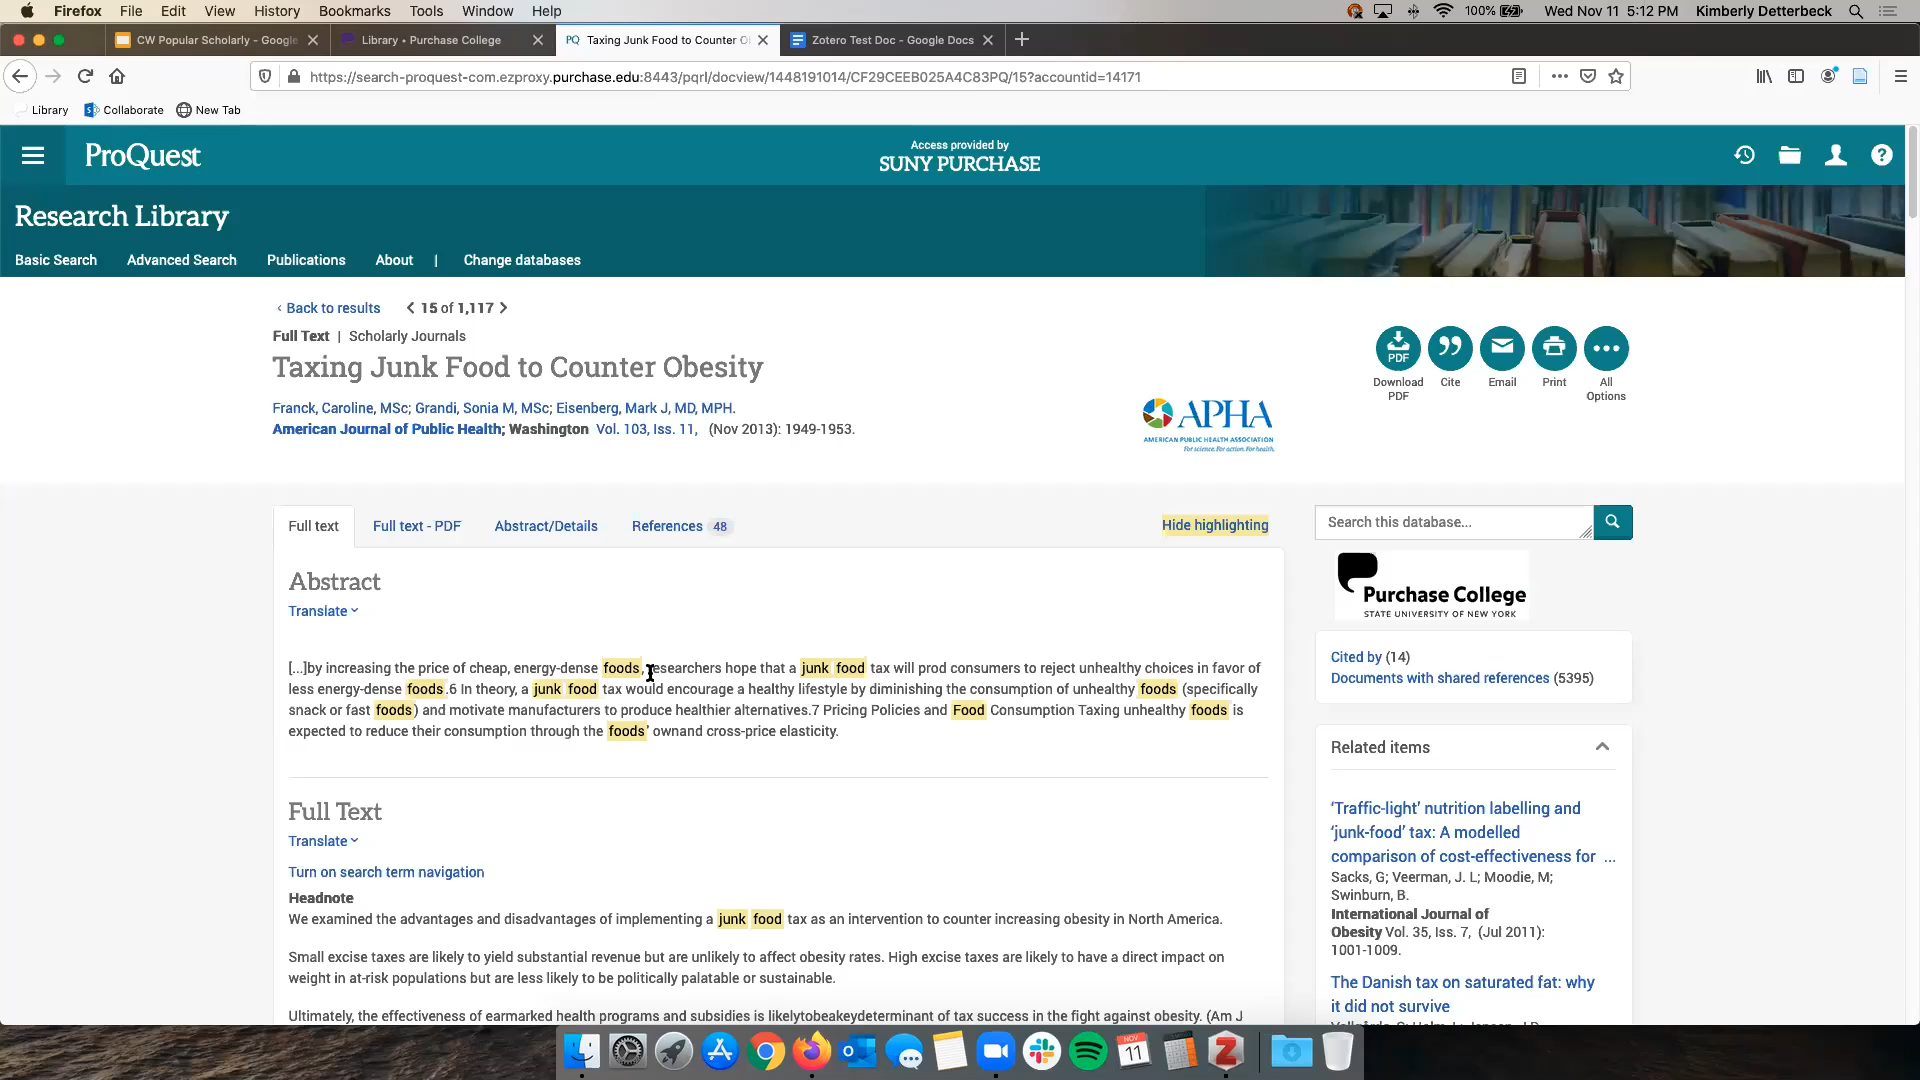 Firefox File Edit View History Bookmarks Tools Window Help 100% Wed Nov 11 5:12 PM Kimberly Detterbeck
CW Popular Scholarly - Google Library • Purchase College PQ Taxing Junk Food to Counter O Zotero Test Doc - Google Docs
https://search-proquest-com.ezproxy.purchase.edu:8443/pqrl/docview/1448191014/CF29CEEB025A4C83PQ/15?accountid=14171
Library Collaborate New Tab
ProQuest
Access provided by
SUNY PURCHASE
Research Library
Basic Search Advanced Search Publications About | Change databases
‹ Back to results < 15 of 1,117 >
Full Text | Scholarly Journals
Taxing Junk Food to Counter Obesity
Franck, Caroline, MSc; Grandi, Sonia M, MSc; Eisenberg, Mark J, MD, MPH.
American Journal of Public Health; Washington Vol. 103, Iss. 11, (Nov 2013): 1949-1953.
APHA
AMERICAN PUBLIC HEALTH ASSOCIATION
For science. For action. For health.
PDF
Download PDF
Cite
Email
Print
All Options
Full text Full text - PDF Abstract/Details References 48 Hide highlighting
Abstract
Translate
[...]by increasing the price of cheap, energy-dense foods, researchers hope that a junk food tax will prod consumers to reject unhealthy choices in favor of
less energy-dense foods.6 In theory, a junk food tax would encourage a healthy lifestyle by diminishing the consumption of unhealthy foods (specifically
snack or fast foods) and motivate manufacturers to produce healthier alternatives.7 Pricing Policies and Food Consumption Taxing unhealthy foods is
expected to reduce their consumption through the foods' ownand cross-price elasticity.
Full Text
Translate
Turn on search term navigation
Headnote
We examined the advantages and disadvantages of implementing a junk food tax as an intervention to counter increasing obesity in North America.
Small excise taxes are likely to yield substantial revenue but are unlikely to affect obesity rates. High excise taxes are likely to have a direct impact on
weight in at-risk populations but are less likely to be politically palatable or sustainable.
Ultimately, the effectiveness of earmarked health programs and subsidies is likelytobeakeydeterminant of tax success in the fight against obesity. (Am J
Search this database...
Purchase College
STATE UNIVERSITY OF NEW YORK
Cited by (14)
Documents with shared references (5395)
Related items
'Traffic-light' nutrition labelling and
'junk-food' tax: A modelled
comparison of cost-effectiveness for ...
Sacks, G; Veerman, J. L; Moodie, M;
Swinburn, B.
International Journal of
Obesity Vol. 35, Iss. 7, (Jul 2011):
1001-1009.
The Danish tax on saturated fat: why
it did not survive
NOV
11